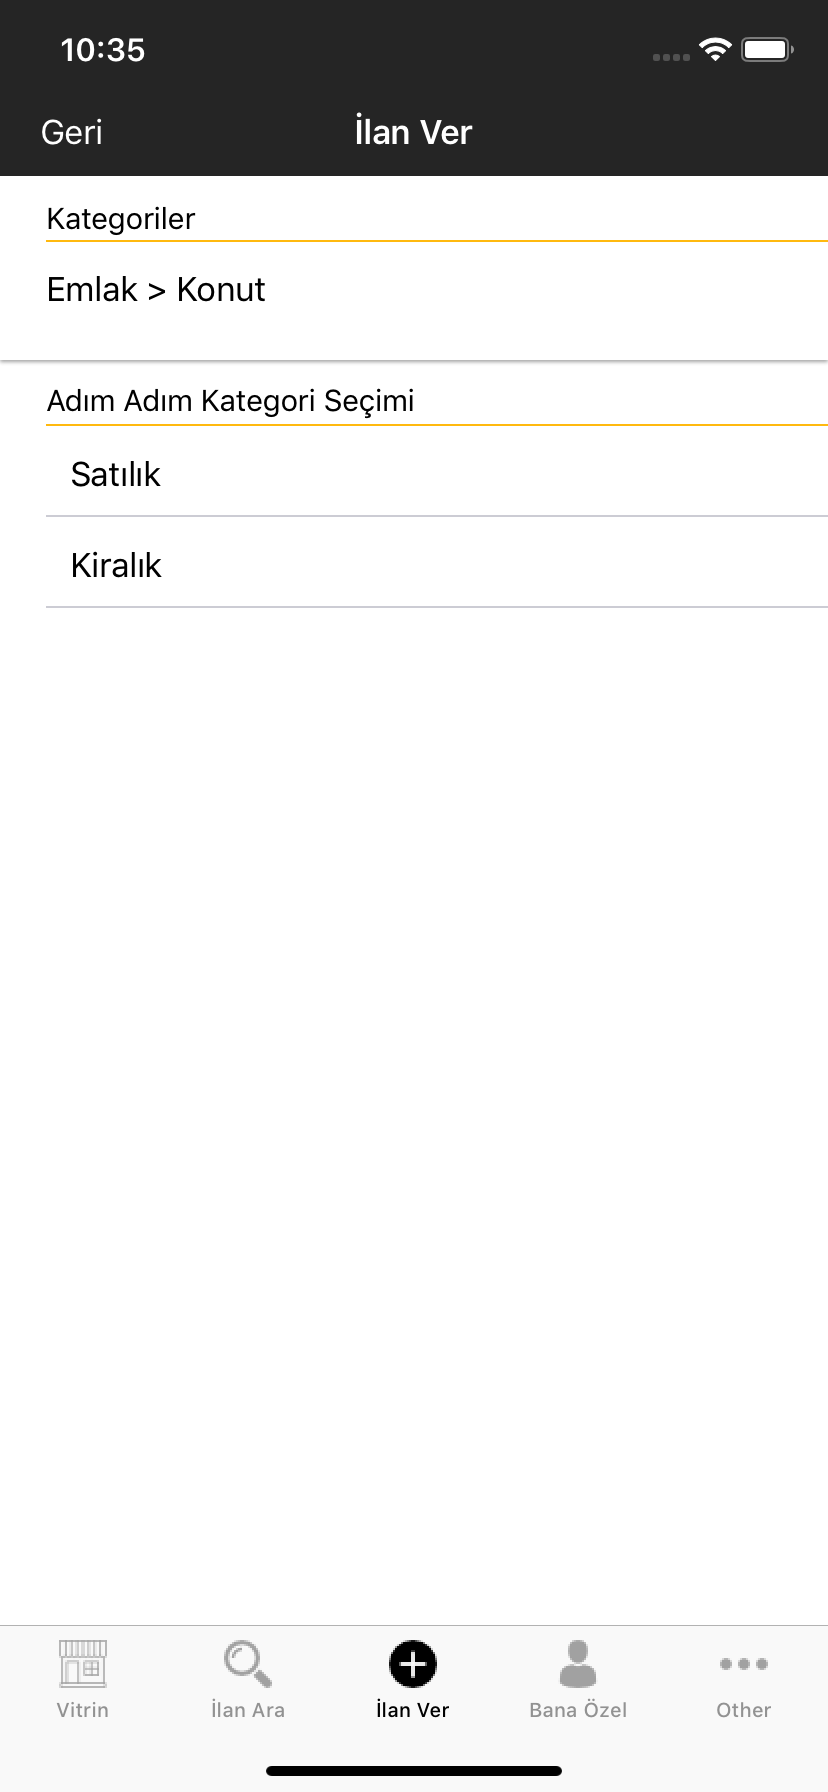 10:35
Geri
İlan Ver
Kategoriler
Emlak > Konut
Adım Adım Kategori Seçimi
Satılık
Kiralık
Vitrin
İlan Ara
İlan Ver
Bana Özel
Other